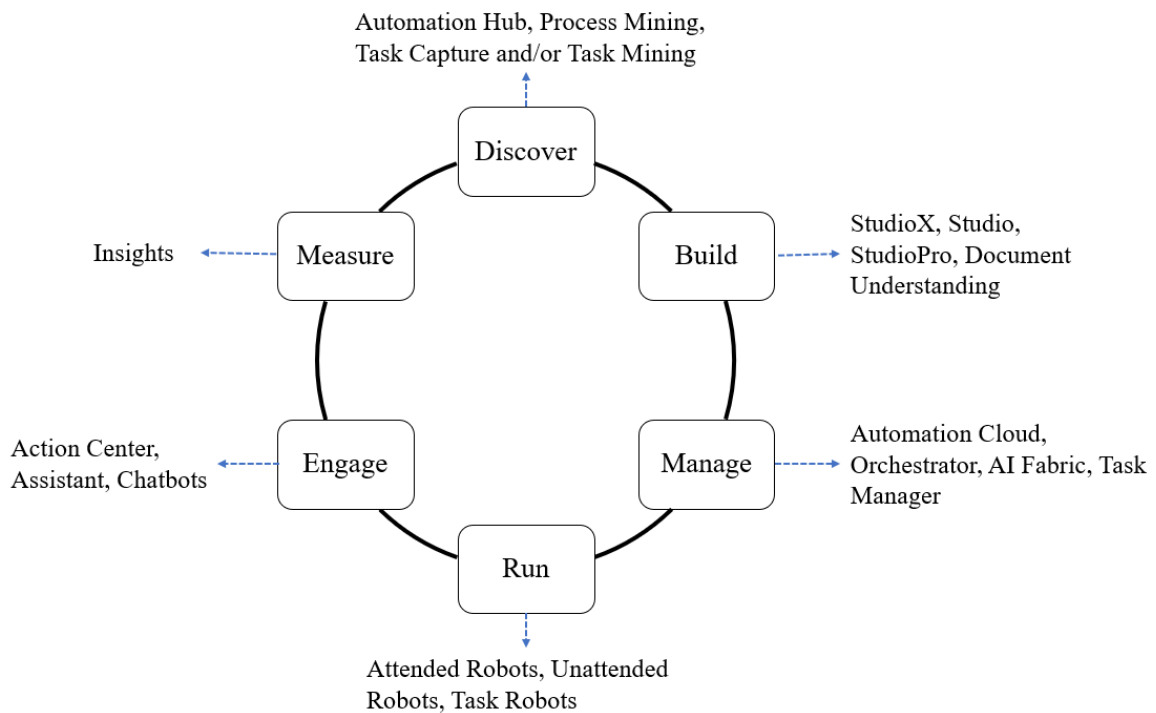 Automation Hub, Process Mining,
Task Capture and/or Task Mining
Discover
Measure
Insights
Build
StudioX, Studio,
StudioPro, Document
Understanding
Engage
Action Center,
Assistant, Chatbots
Manage
Automation Cloud,
Orchestrator, AI Fabric, Task
Manager
Run
Attended Robots, Unattended
Robots, Task Robots